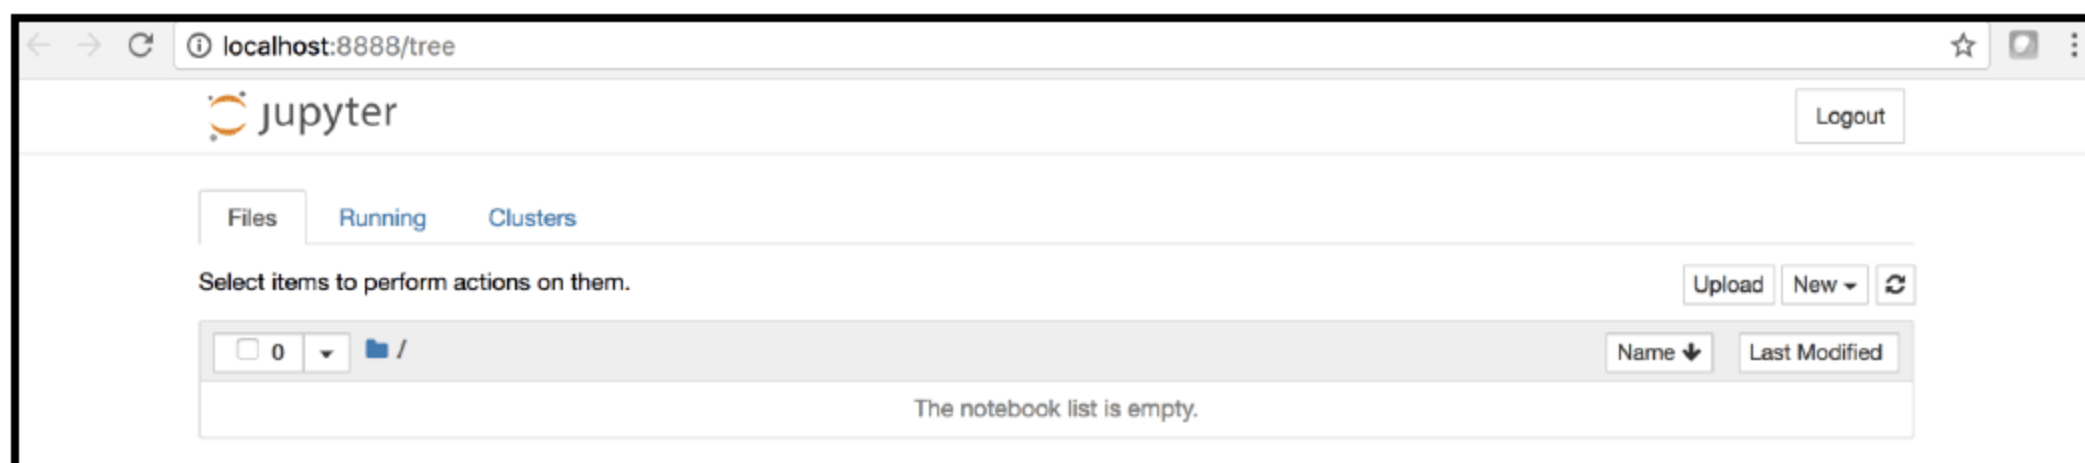 localhost:8888/tree
jupyter
Logout
Files Running Clusters
Select items to perform actions on them. Upload New
0 / Name Last Modified
The notebook list is empty.